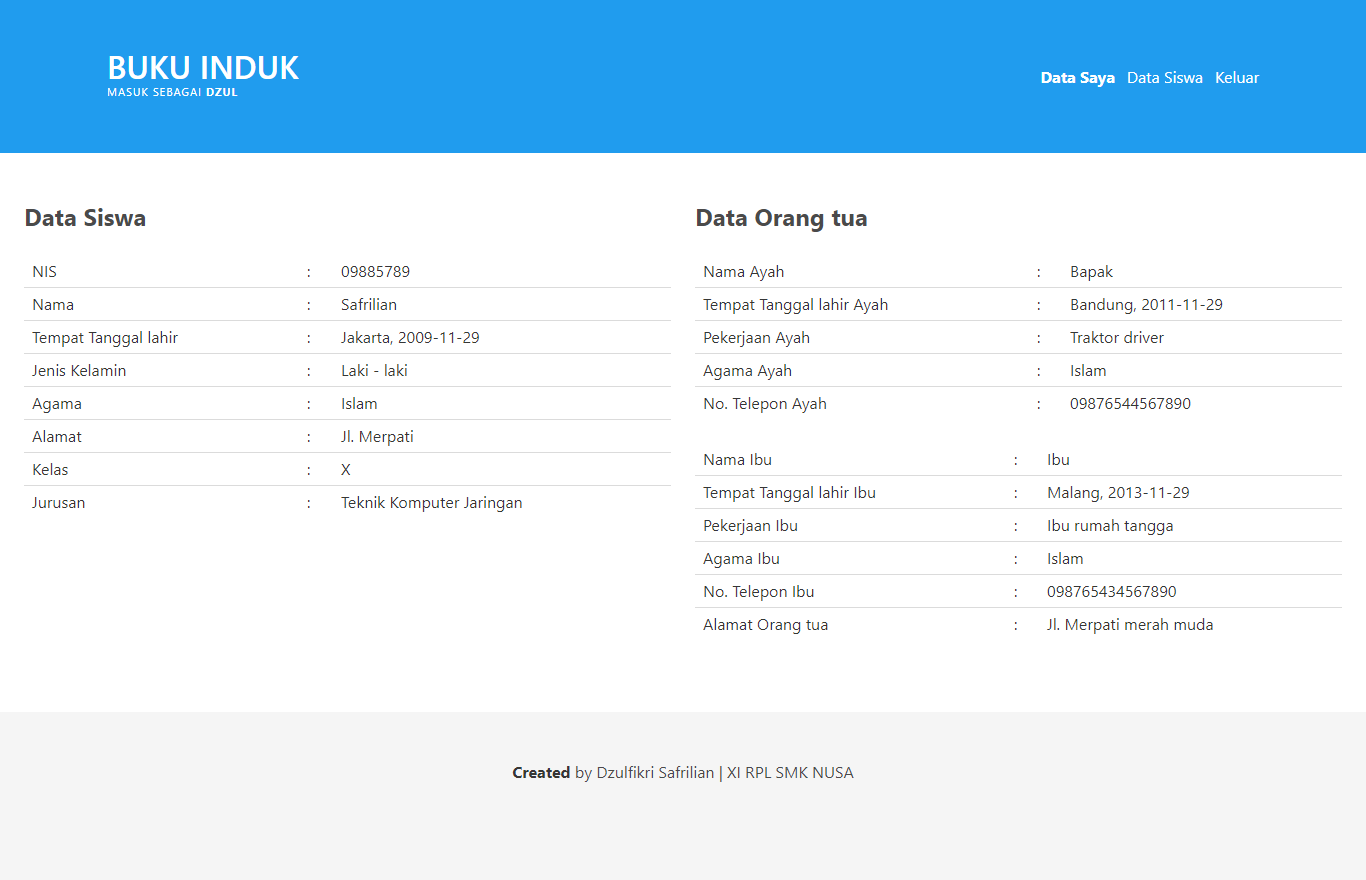 BUKU INDUK
MASUK SEBAGAI DZUL
Data Saya Data Siswa Keluar
Data Siswa
NIS : 09885789
Nama : Safrilian
Tempat Tanggal lahir : Jakarta, 2009-11-29
Jenis Kelamin : Laki - laki
Agama : Islam
Alamat : Jl. Merpati
Kelas : X
Jurusan : Teknik Komputer Jaringan
Data Orang tua
Nama Ayah : Bapak
Tempat Tanggal lahir Ayah : Bandung, 2011-11-29
Pekerjaan Ayah : Traktor driver
Agama Ayah : Islam
No. Telepon Ayah : 09876544567890
Nama Ibu : Ibu
Tempat Tanggal lahir Ibu : Malang, 2013-11-29
Pekerjaan Ibu : Ibu rumah tangga
Agama Ibu : Islam
No. Telepon Ibu : 098765434567890
Alamat Orang tua : Jl. Merpati merah muda
Created by Dzulfikri Safrilian | XI RPL SMK NUSA